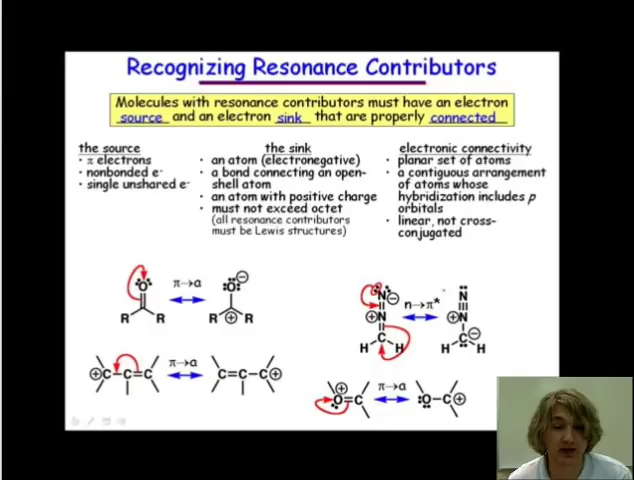 Recognizing Resonance Contributors
Molecules with resonance contributors must have an electron
source and an electron sink that are properly connected
the source
· π electrons
· nonbonded e⁻
· single unshared e⁻
the sink
· an atom (electronegative)
· a bond connecting an open-
shell atom
· an atom with positive charge
· must not exceed octet
(all resonance contributors
must be Lewis structures)
electronic connectivity
· planar set of atoms
· a contiguous arrangement
of atoms whose
hybridization includes p
orbitals
· linear, not cross-
conjugated
O
R R
π→a
O
R R
N
N
C
H H
n→π*
N
N
C
H H
C C C
π→a
C C C
O C
π→a
O C